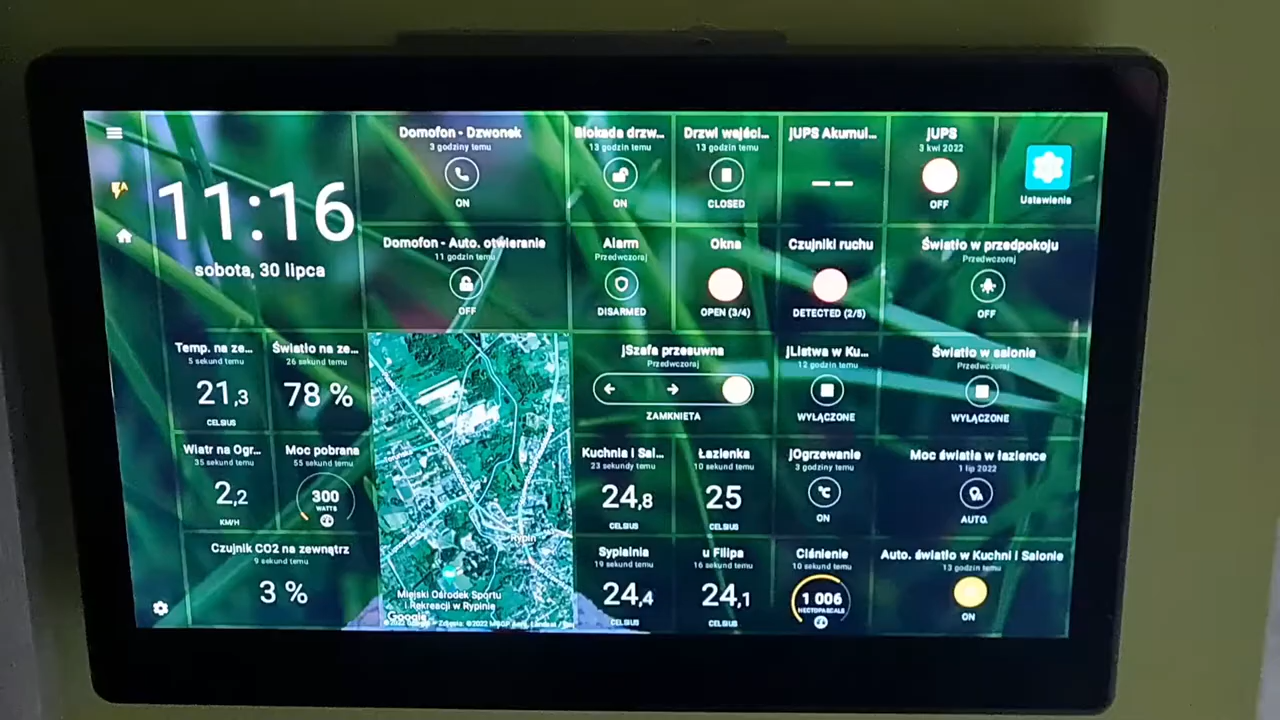 11:16
sobota, 30 lipca
Domofon - Dzwonek
3 godziny temu
ON
Blokada drzw...
13 godzin temu
ON
Drzwi wejści...
13 godzin temu
CLOSED
jUPS Akumul...
— —
jUPS
3 kwi 2022
OFF
Ustawienia
Domofon - Auto. otwieranie
11 godzin temu
OFF
Alarm
Przedwczoraj
DISARMED
Okna
OPEN (3/4)
Czujniki ruchu
DETECTED (2/5)
Światło w przedpokoju
Przedwczoraj
OFF
Temp. na ze...
5 sekund temu
21,3
CELSIUS
Światło na ze...
26 sekund temu
78 %
jSzafa przesuwna
Przedwczoraj
ZAMKNIETA
jListwa w Ku...
12 godzin temu
WYŁĄCZONE
Światło w salonie
Przedwczoraj
WYŁĄCZONE
Wiatr na Ogr...
35 sekund temu
2,2
KM/H
Moc pobrana
55 sekund temu
300
WATTS
Kuchnia i Sal...
23 sekundy temu
24,8
CELSIUS
Łazienka
10 sekund temu
25
CELSIUS
jOgrzewanie
3 godziny temu
°C
ON
Moc światła w łazience
1 lip 2022
AUTO.
Czujnik CO2 na zewnątrz
9 sekund temu
3 %
Rypin
Miejski Ośrodek Sportu
i Rekreacji w Rypinie
Google
Sypialnia
19 sekund temu
24,4
CELSIUS
u Filipa
16 sekund temu
24,1
CELSIUS
Ciśnienie
10 sekund temu
1 006
HECTOPASCALS
Auto. światło w Kuchni i Salonie
13 godzin temu
ON